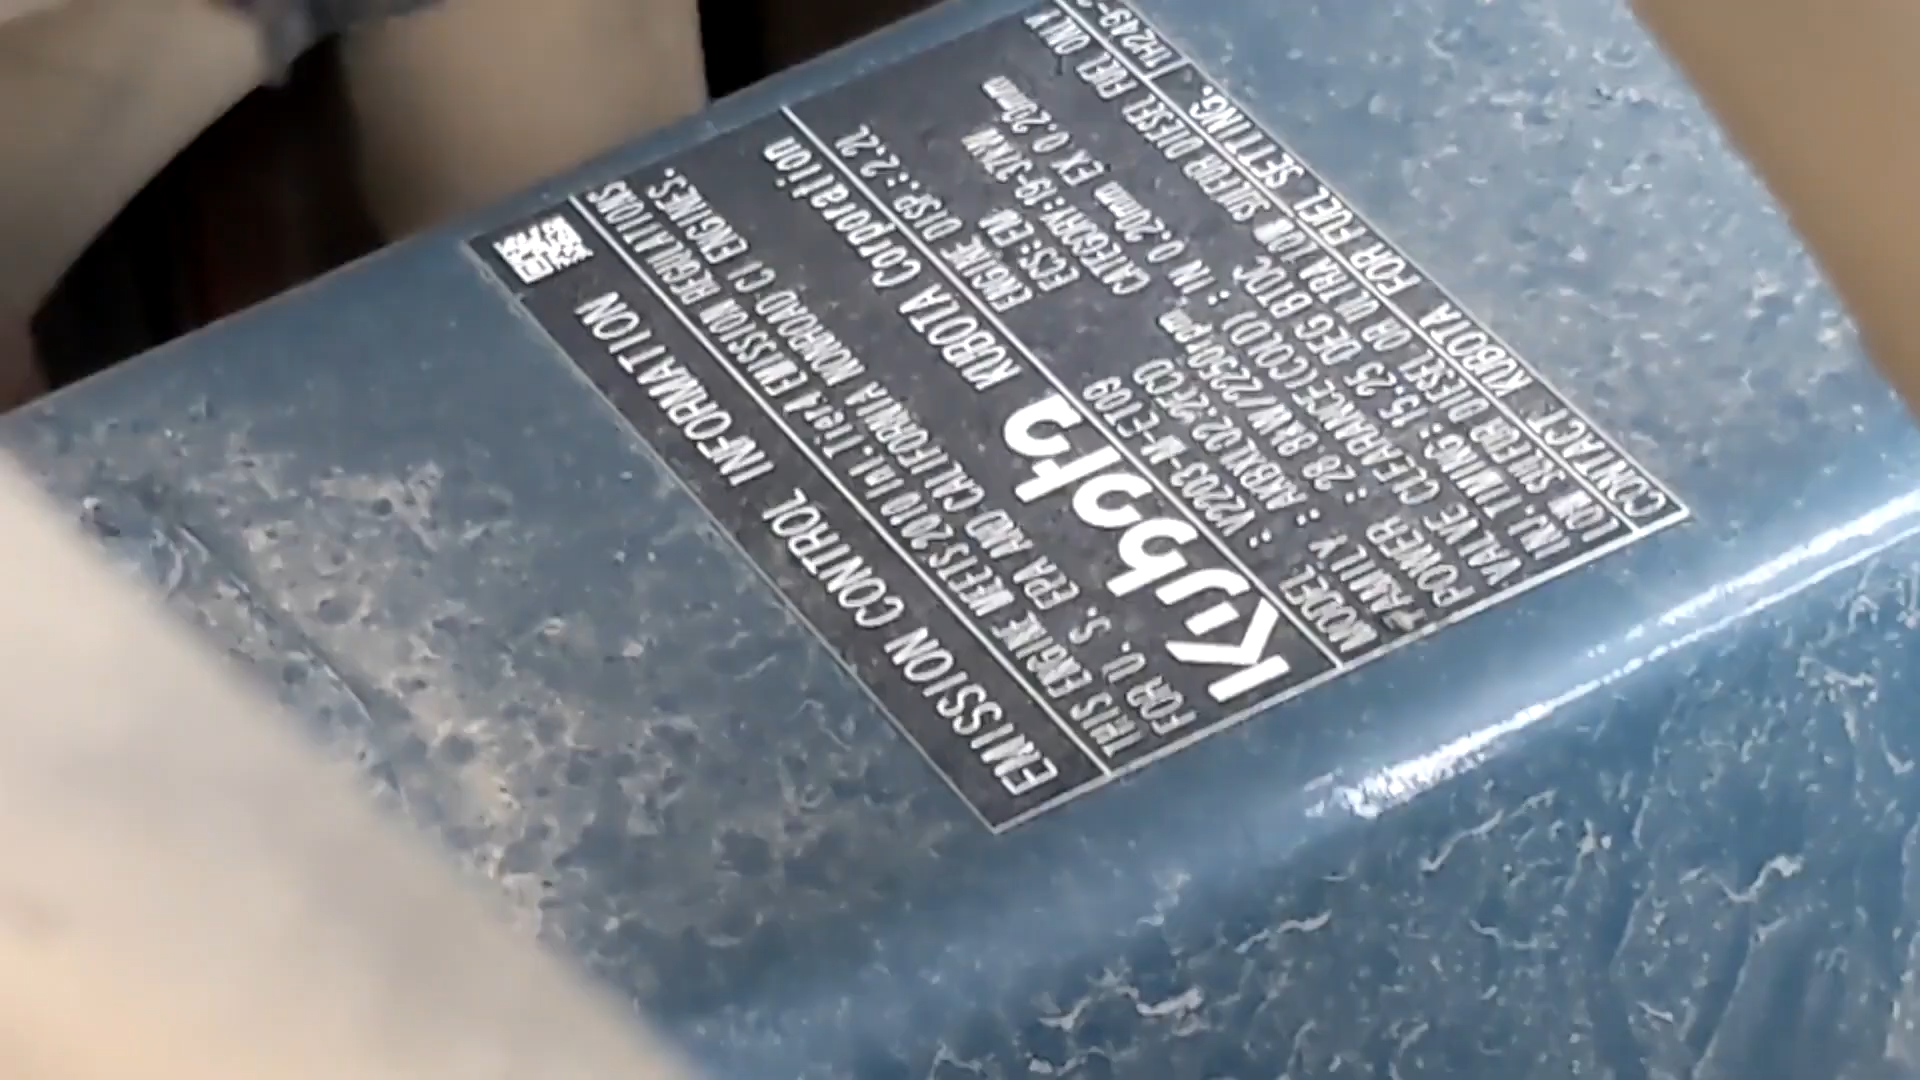 EMISSION CONTROL INFORMATION
THIS ENGINE MEETS 2010 Int. Tier4 EMISSION REGULATIONS
FOR U. S. EPA AND CALIFORNIA NONROAD CI ENGINES.
Kubota KUBOTA Corporation
MODEL : V2203-M-ET09 ENGINE DISP.: 2.2L
FAMILY : AKBXL02.2FCD ECS: EM
POWER : 28.8kW/2250rpm CATEGORY: 19-37kW
VALVE CLEARANCE(COLD) : IN 0.20mm EX 0.20mm
INJ. TIMING: 15.25 DEG BTDC
LOW SULFUR DIESEL OR ULTRA LOW SULFUR DIESEL FUEL ONLY
CONTACT KUBOTA FOR FUEL SETTING.